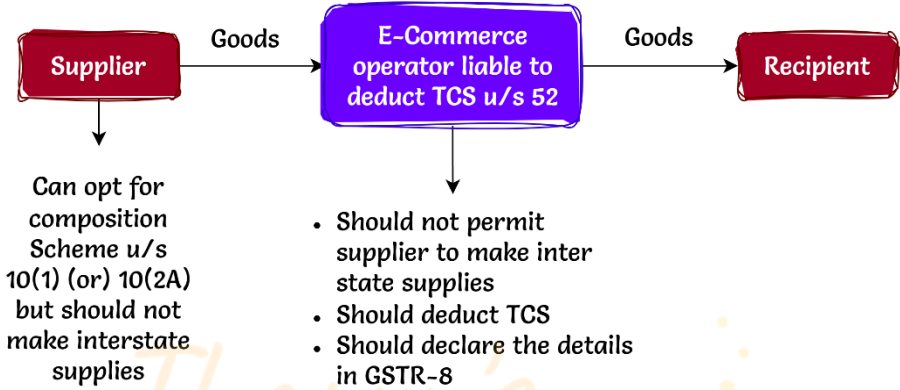 Supplier
Goods
E-Commerce
operator liable to
deduct TCS u/s 52
Goods
Recipient
Can opt for
composition
Scheme u/s
10(1) (or) 10(2A)
but should not
make interstate
supplies
• Should not permit
supplier to make inter
state supplies
• Should deduct TCS
• Should declare the details
in GSTR-8